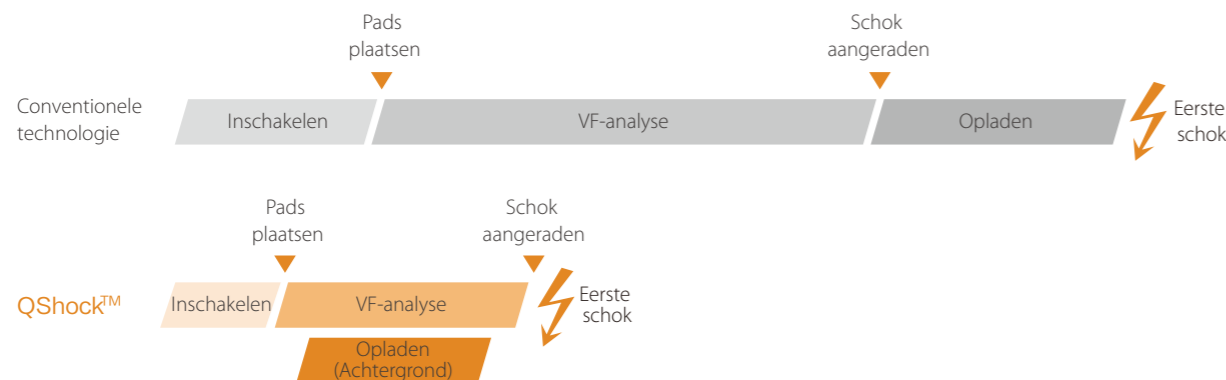 Pads
plaatsen
Schok
aangeraden
Conventionele
technologie
Inschakelen
VF-analyse
Opladen
Eerste
schok
Pads
plaatsen
Schok
aangeraden
QShock™
Inschakelen
VF-analyse
Eerste
schok
Opladen
(Achtergrond)